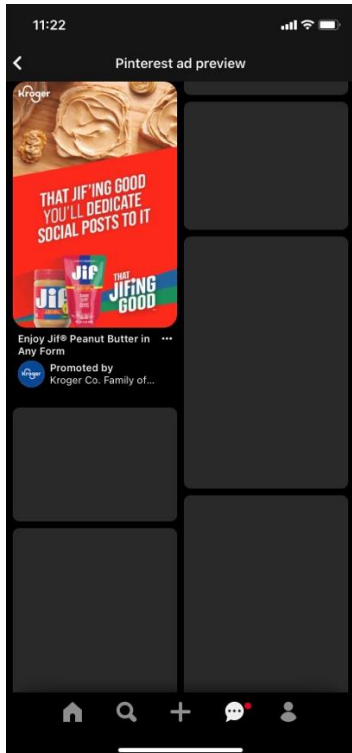 11:22
Pinterest ad preview
Kroger
THAT JIF'ING GOOD
YOU'LL DEDICATE
SOCIAL POSTS TO IT
Jif
Jif
THAT
JIFING
GOOD
Enjoy Jif® Peanut Butter in
Any Form
Kroger
Promoted by
Kroger Co. Family of...